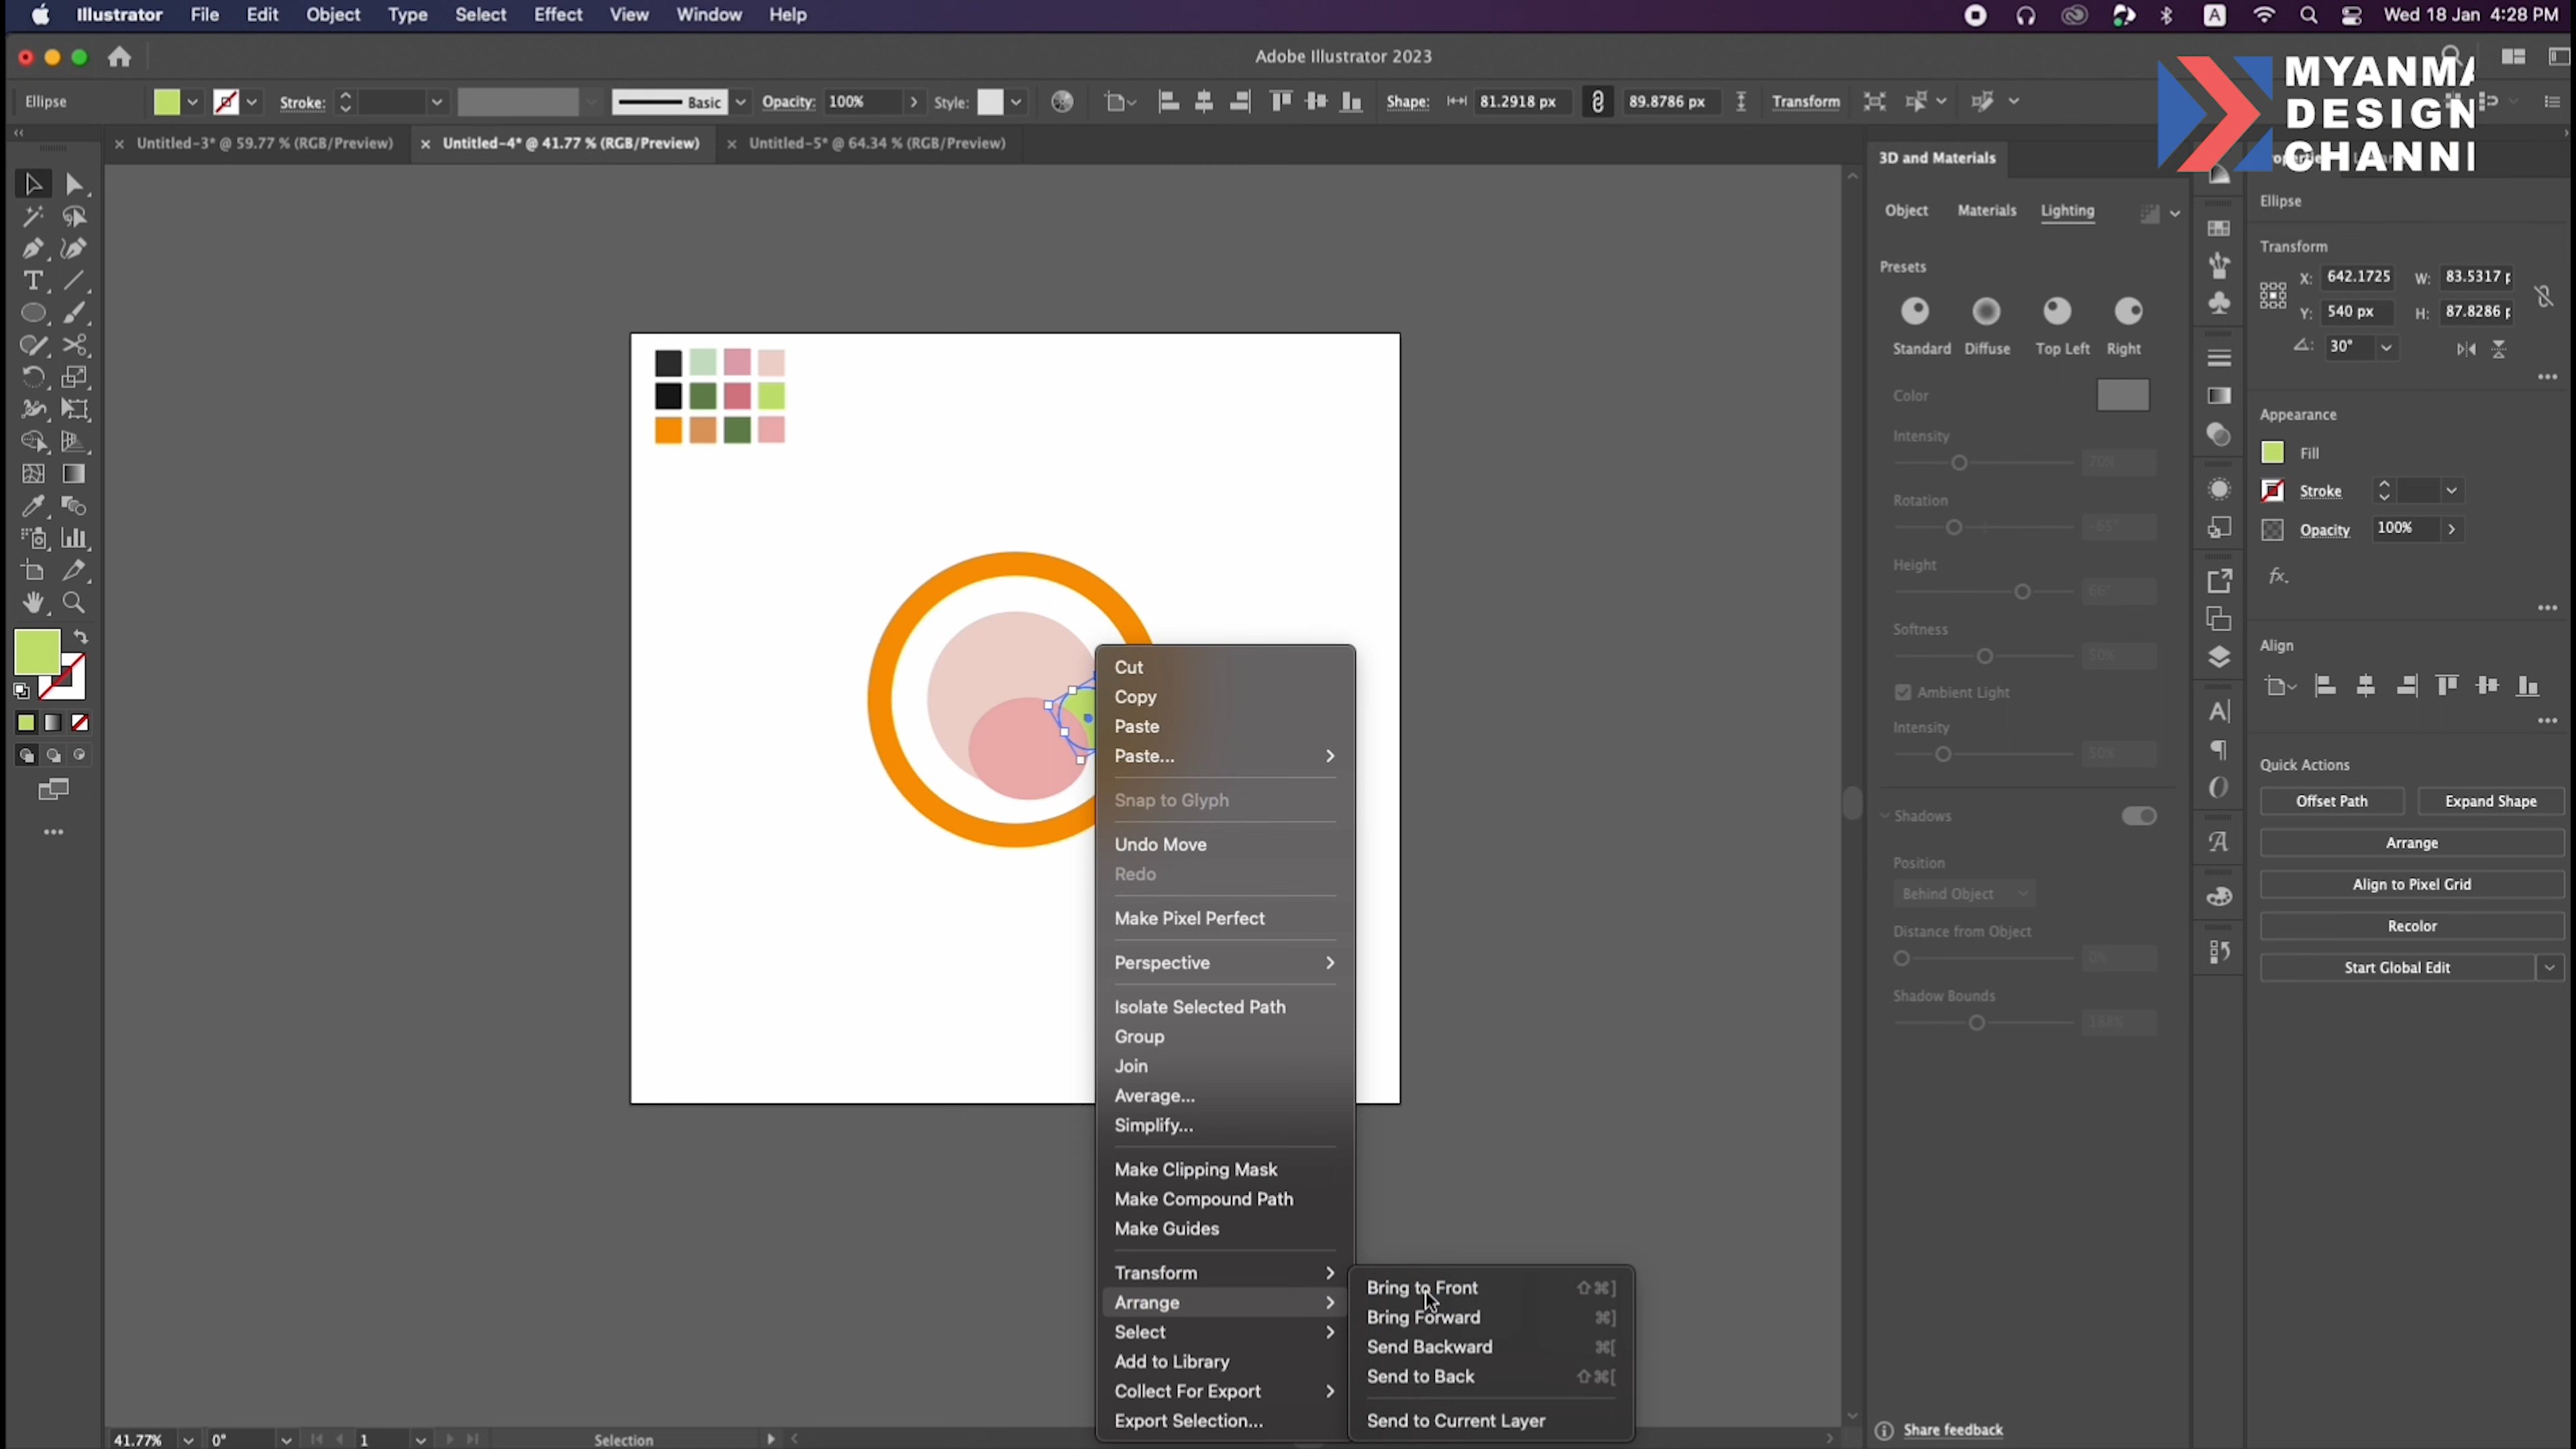 Illustrator File Edit Object Type Select Effect View Window Help
A Wed 18 Jan 4:28 PM
Adobe Illustrator 2023
MYANMA
DESIGN
CHANN
Ellipse Stroke: Basic Opacity: 100% Style: Shape: 81.2918 px 89.8786 px Transform
× Untitled-3* @ 59.77 % (RGB/Preview) × Untitled-4* @ 41.77 % (RGB/Preview) × Untitled-5* @ 64.34 % (RGB/Preview)
Cut
Copy
Paste
Paste...
Snap to Glyph
Undo Move
Redo
Make Pixel Perfect
Perspective
Isolate Selected Path
Group
Join
Average...
Simplify...
Make Clipping Mask
Make Compound Path
Make Guides
Transform
Arrange
Select
Add to Library
Collect For Export
Export Selection...
Bring to Front ⇧⌘]
Bring Forward ⌘]
Send Backward ⌘[
Send to Back ⇧⌘[
Send to Current Layer
3D and Materials
Object Materials Lighting
Presets
Standard Diffuse Top Left Right
Color
Intensity
70%
Rotation
Height
66°
Softness
50%
Ambient Light
Intensity
50%
Shadows
Position
Behind Object
Distance from Object
0%
Shadow Bounds
Share feedback
Ellipse
Transform
X: 642.1725 W: 83.5317 p
Y: 540 px H: 87.8286 p
30°
Appearance
Fill
Stroke
Opacity 100%
fx.
Align
Quick Actions
Offset Path Expand Shape
Arrange
Align to Pixel Grid
Recolor
Start Global Edit
41.77% 0° 1 Selection